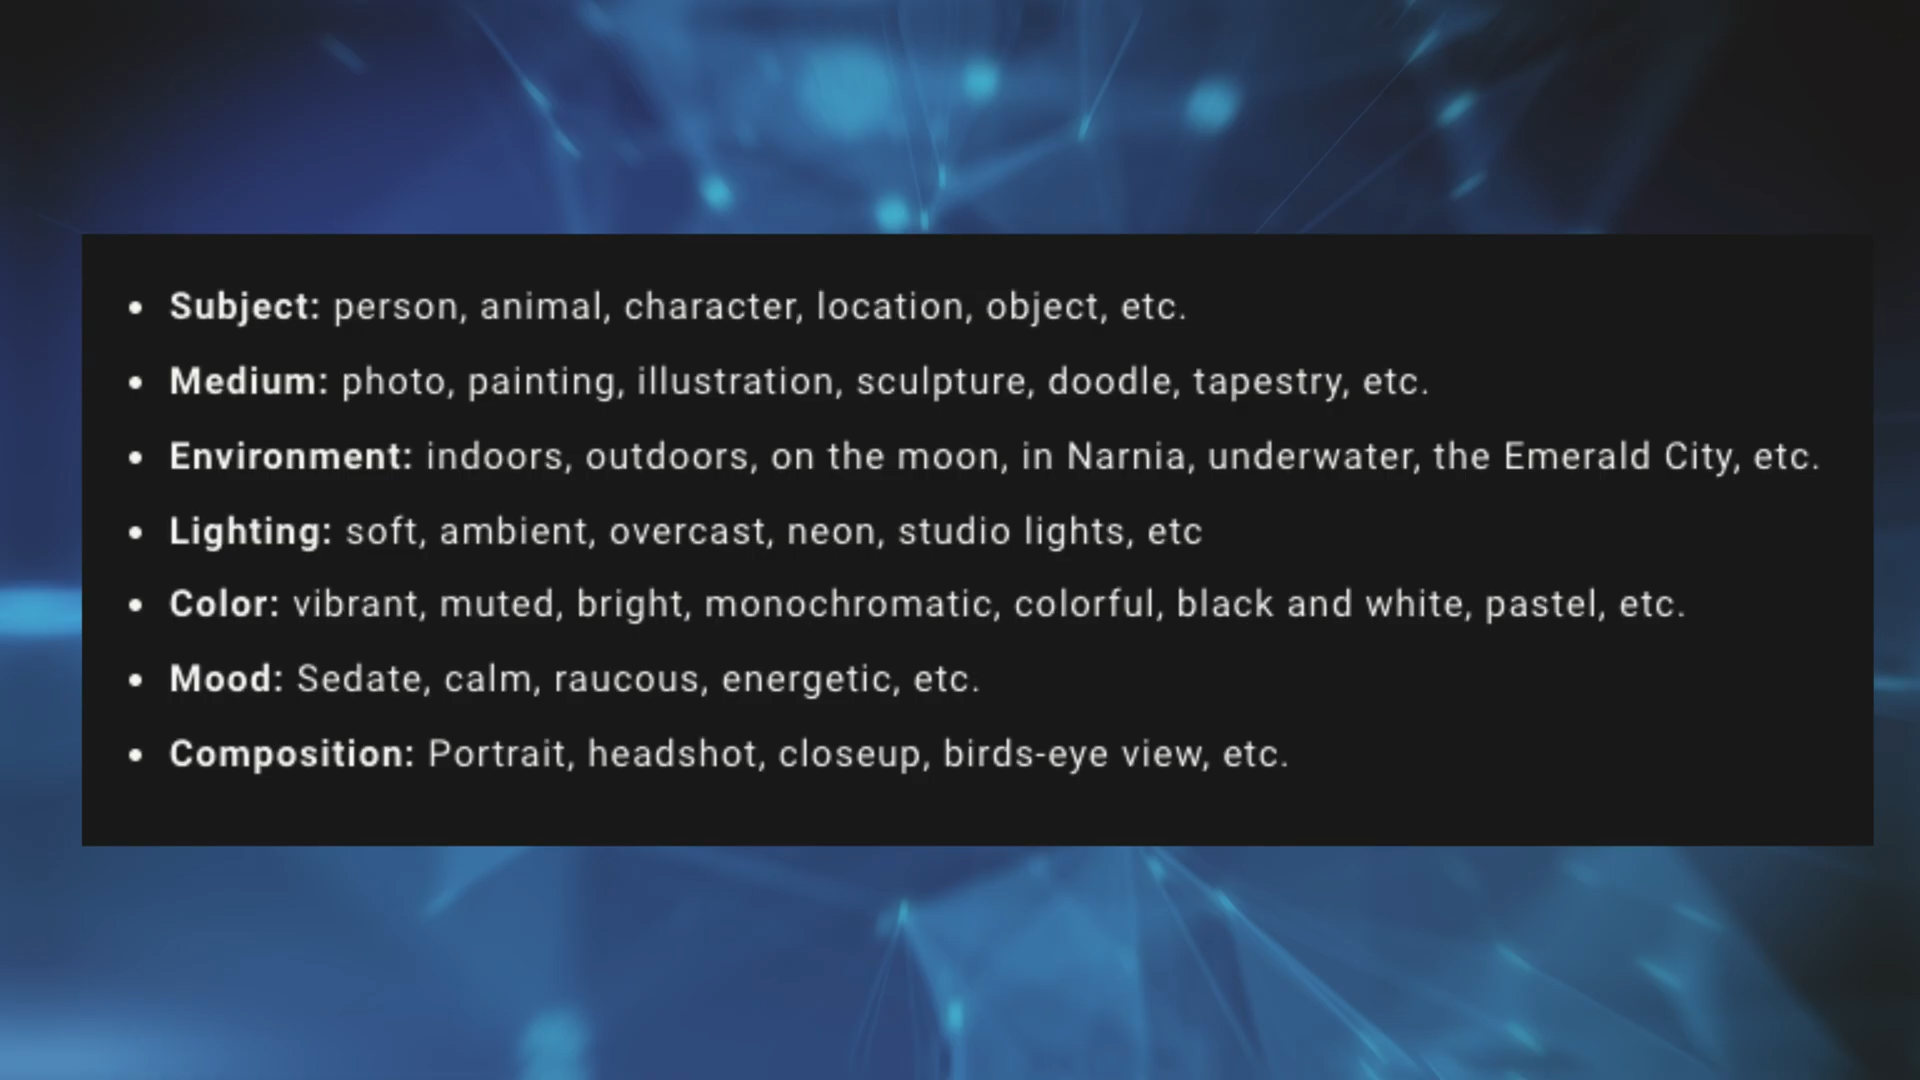 • Subject: person, animal, character, location, object, etc.
• Medium: photo, painting, illustration, sculpture, doodle, tapestry, etc.
• Environment: indoors, outdoors, on the moon, in Narnia, underwater, the Emerald City, etc.
• Lighting: soft, ambient, overcast, neon, studio lights, etc
• Color: vibrant, muted, bright, monochromatic, colorful, black and white, pastel, etc.
• Mood: Sedate, calm, raucous, energetic, etc.
• Composition: Portrait, headshot, closeup, birds-eye view, etc.